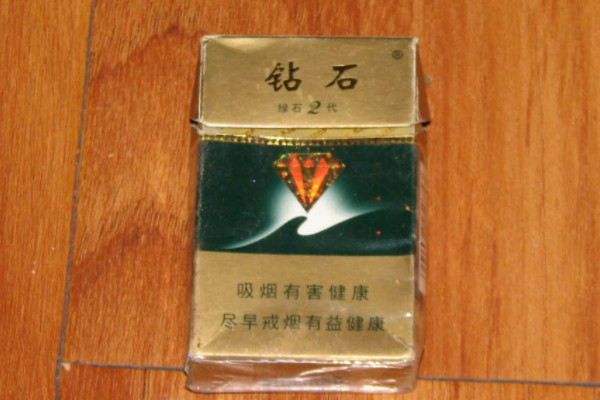 钻石®
绿石2代
吸烟有害健康
尽早戒烟有益健康